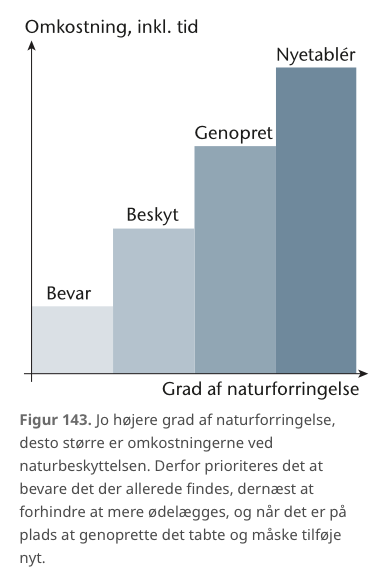 Omkostning, inkl. tid
Nyetablér
Genopret
Beskyt
Bevar
Grad af naturforringelse
Figur 143. Jo højere grad af naturforringelse,
desto større er omkostningerne ved
naturbeskyttelsen. Derfor prioriteres det at
bevare det der allerede findes, dernæst at
forhindre at mere ødelægges, og når det er på
plads at genoprette det tabte og måske tilføje
nyt.